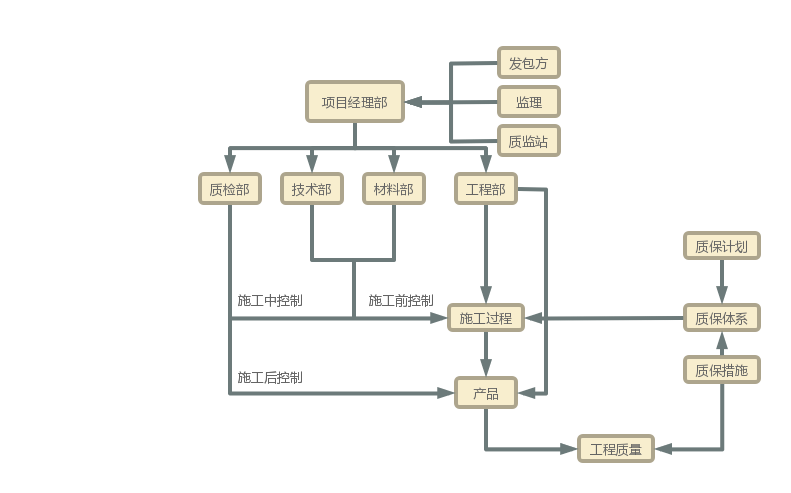 发包方
项目经理部
监理
质监站
质检部
技术部
材料部
工程部
质保计划
施工中控制
施工前控制
施工过程
质保体系
质保措施
施工后控制
产品
工程质量